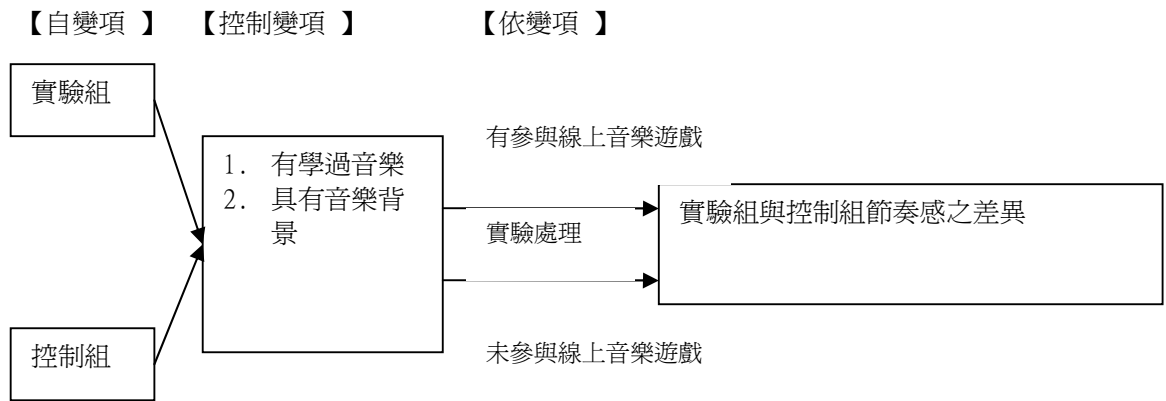 【自變項 】 【控制變項 】 【依變項 】
實驗組
有參與線上音樂遊戲
1. 有學過音樂
2. 具有音樂背
景
實驗組與控制組節奏感之差異
實驗處理
控制組
未參與線上音樂遊戲